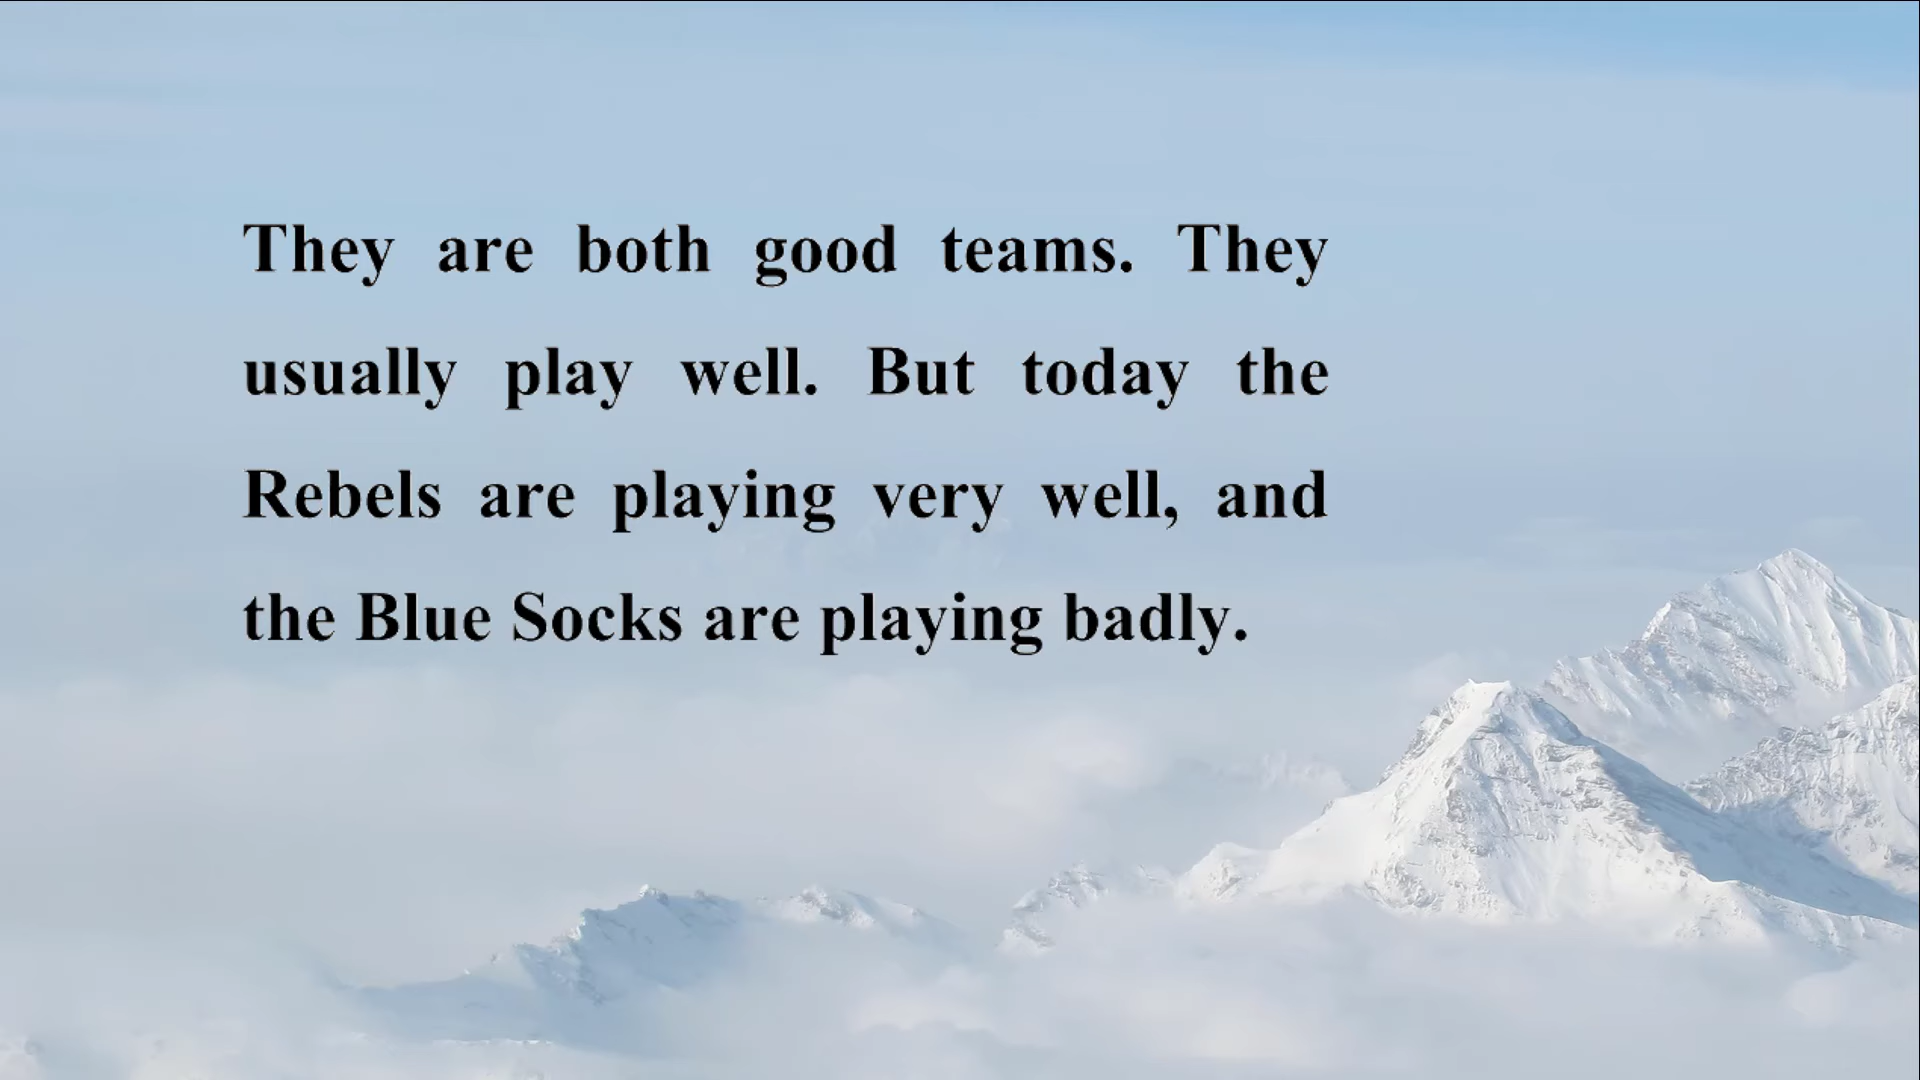 They are both good teams. They
usually play well. But today the
Rebels are playing very well, and
the Blue Socks are playing badly.